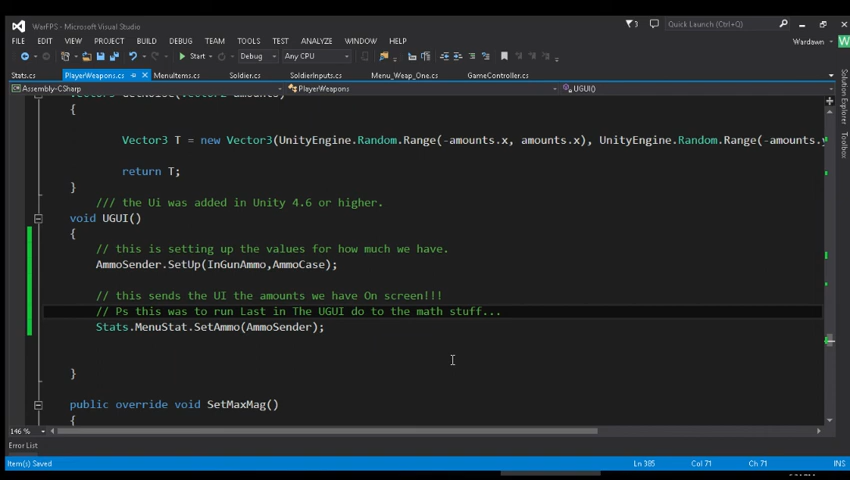 WarFPS - Microsoft Visual Studio
3
Quick Launch (Ctrl+Q)
FILE EDIT VIEW PROJECT BUILD DEBUG TEAM TOOLS TEST ANALYZE WINDOW HELP
Wardawn
W
Start Debug Any CPU
Stats.cs PlayerWeapons.cs MenuItems.cs Soldier.cs SoldierInputs.cs Menu_Weap_One.cs GameController.cs
Assembly-CSharp PlayerWeapons UGUI()
Solution Explorer
Toolbox
{
Vector3 T = new Vector3(UnityEngine.Random.Range(-amounts.x, amounts.x), UnityEngine.Random.Range(-amounts.y
return T;
}
/// the Ui was added in Unity 4.6 or higher.
void UGUI()
{
// this is setting up the values for how much we have.
AmmoSender.SetUp(InGunAmmo,AmmoCase);
// this sends the UI the amounts we have On screen!!!
// Ps this was to run Last in The UGUI do to the math stuff...
Stats.MenuStat.SetAmmo(AmmoSender);
}
public override void SetMaxMag()
{
146 %
Error List
Item(s) Saved Ln 385 Col 71 Ch 71 INS